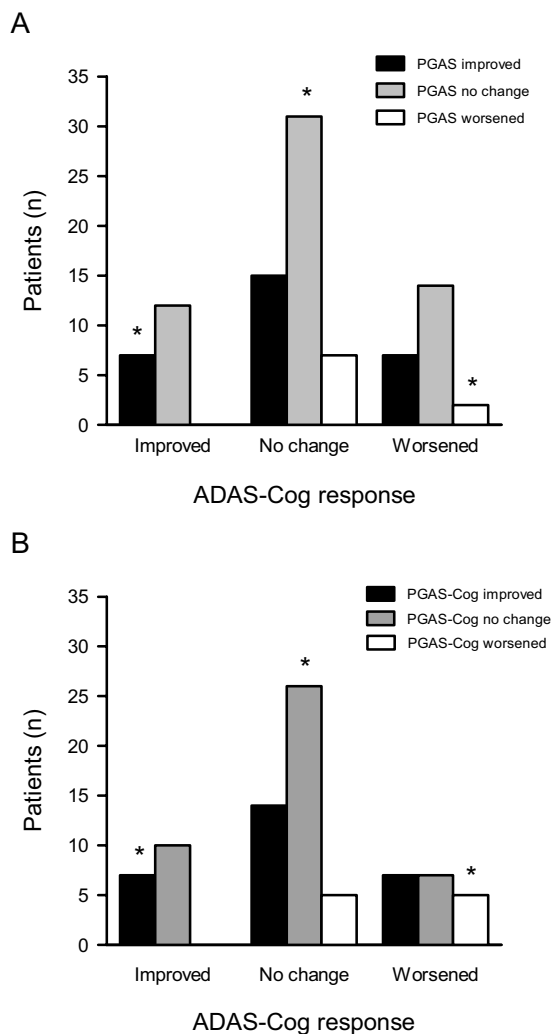 A
PGAS improved
PGAS no change
PGAS worsened
35
30
25
20
15
10
5
0
Patients (n)
*
*
*
Improved No change Worsened
ADAS-Cog response
B
PGAS-Cog improved
PGAS-Cog no change
PGAS-Cog worsened
35
30
25
20
15
10
5
0
Patients (n)
*
*
*
Improved No change Worsened
ADAS-Cog response